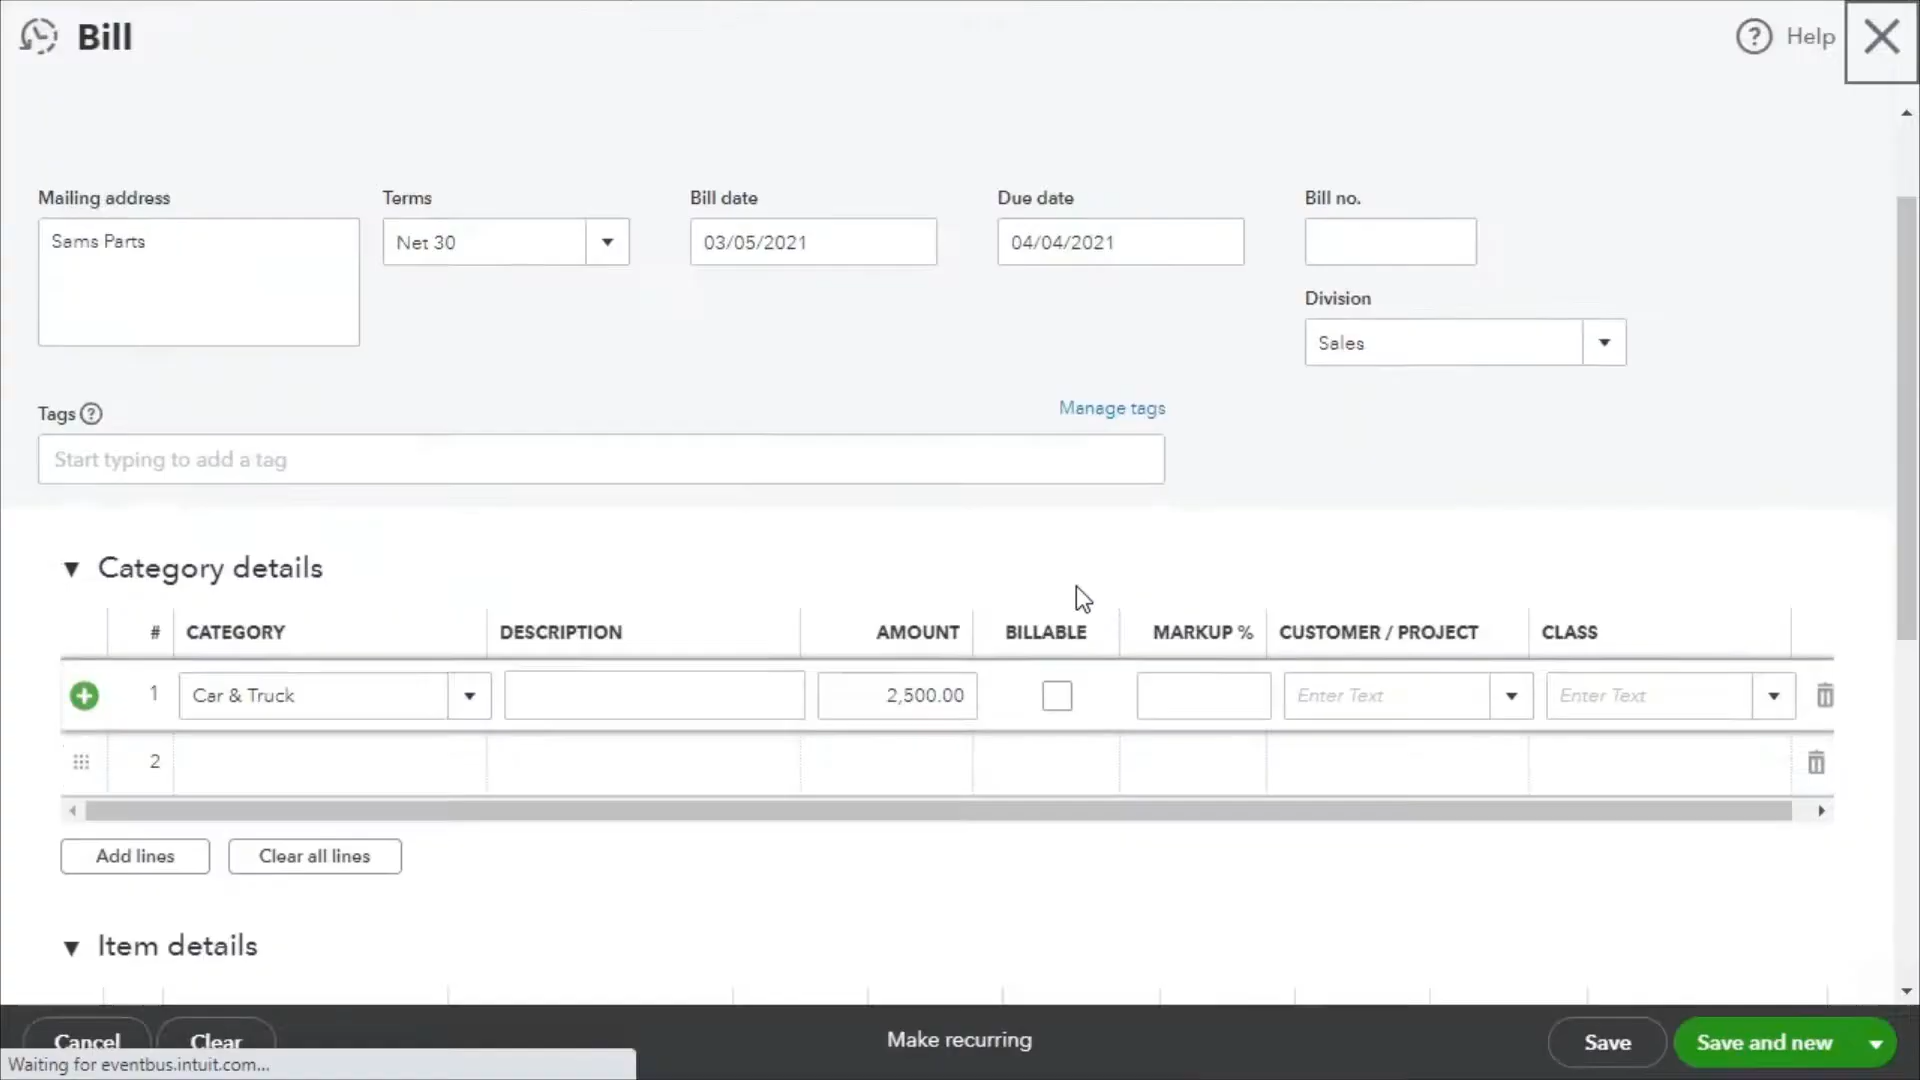 Bill
? Help
Mailing address Terms Bill date Due date Bill no.
Sams Parts Net 30 03/05/2021 04/04/2021
Division
Sales
Tags ? Manage tags
Start typing to add a tag
Category details
# CATEGORY DESCRIPTION AMOUNT BILLABLE MARKUP % CUSTOMER / PROJECT CLASS
1 Car & Truck 2,500.00 Enter Text Enter Text
2
Add lines Clear all lines
Item details
Cancel Clear Make recurring Save Save and new
Waiting for eventbus.intuit.com...